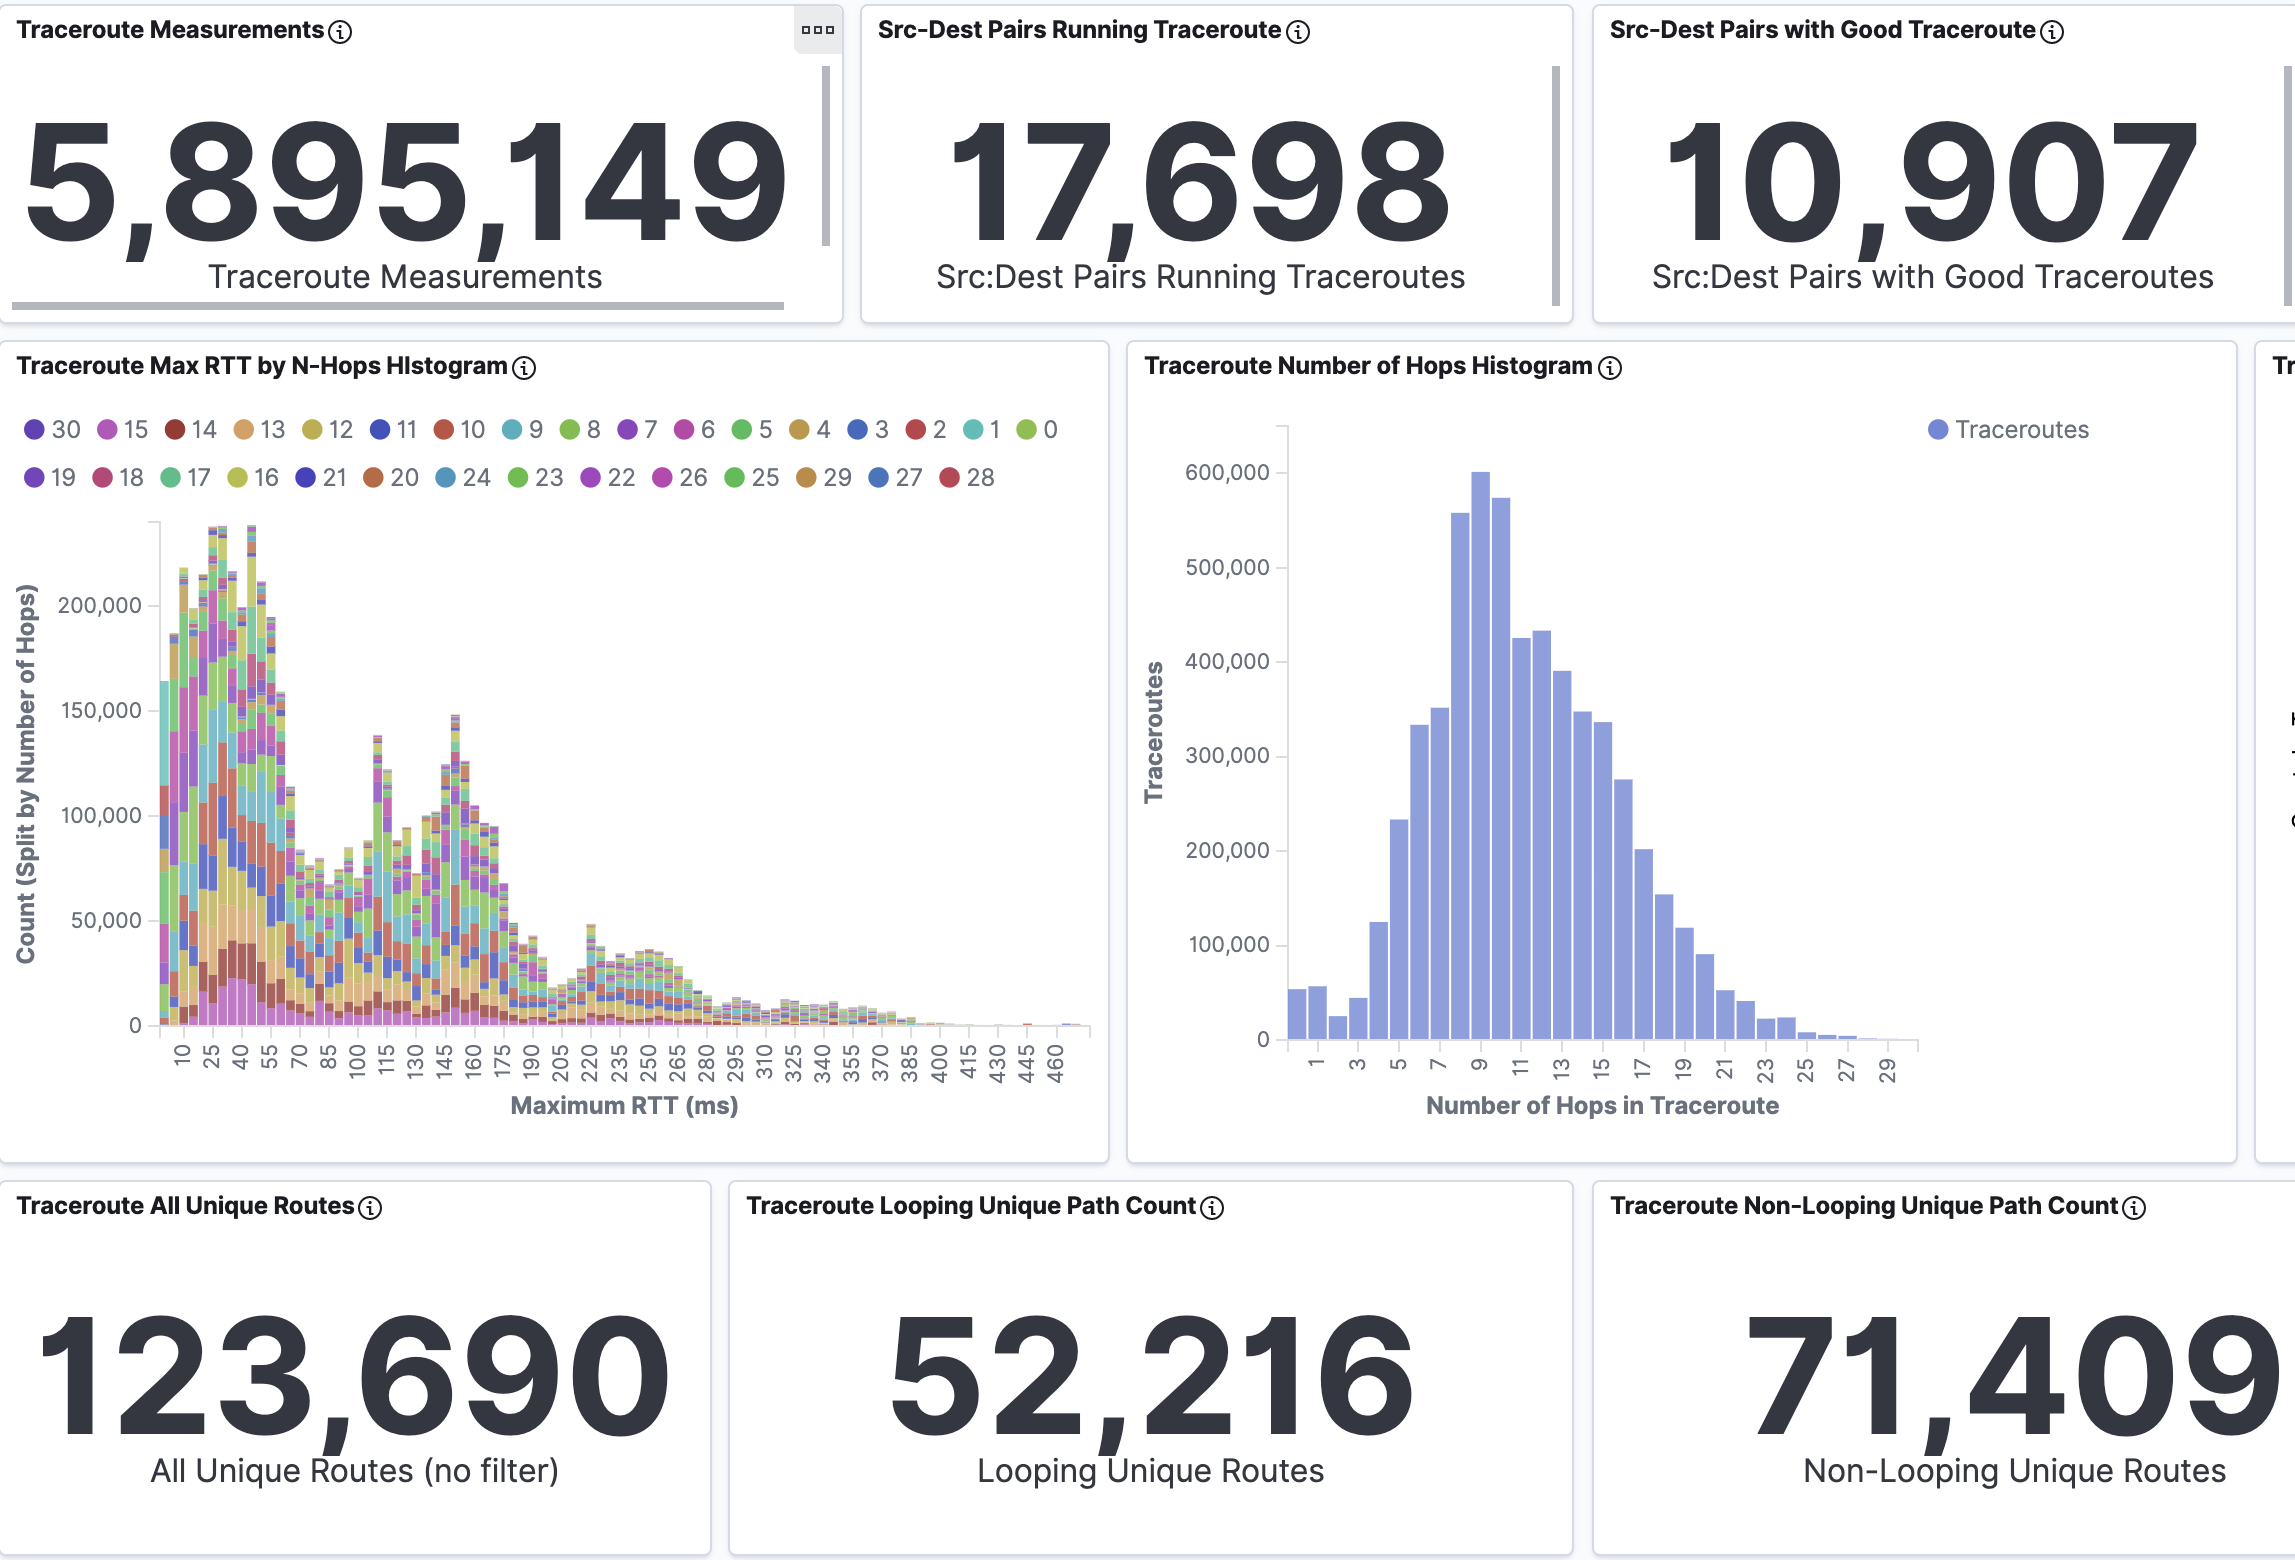 Traceroute Measurements
5,895,149
Traceroute Measurements
Src-Dest Pairs Running Traceroute
17,698
Src:Dest Pairs Running Traceroutes
Src-Dest Pairs with Good Traceroute
10,907
Src:Dest Pairs with Good Traceroutes
Traceroute Max RTT by N-Hops HIstogram
30 15 14 13 12 11 10 9 8 7 6 5 4 3 2 1 0
19 18 17 16 21 20 24 23 22 26 25 29 27 28
Count (Split by Number of Hops)
200,000
150,000
100,000
50,000
0
10 25 40 55 70 85 100 115 130 145 160 175 190 205 220 235 250 265 280 295 310 325 340 355 370 385 400 415 430 445 460
Maximum RTT (ms)
Traceroute Number of Hops Histogram
Traceroutes
Traceroutes
600,000
500,000
400,000
300,000
200,000
100,000
0
1 3 5 7 9 11 13 15 17 19 21 23 25 27 29
Number of Hops in Traceroute
Tr
Traceroute All Unique Routes
123,690
All Unique Routes (no filter)
Traceroute Looping Unique Path Count
52,216
Looping Unique Routes
Traceroute Non-Looping Unique Path Count
71,409
Non-Looping Unique Routes